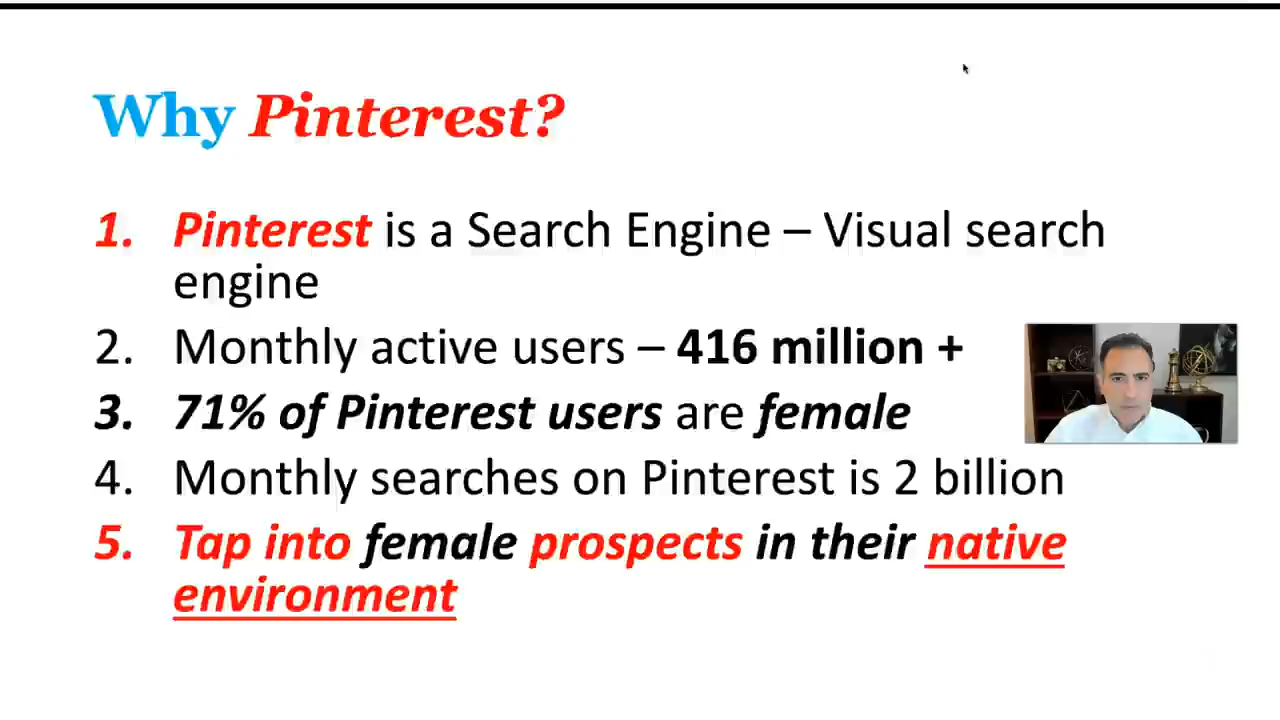 Why Pinterest?
1. Pinterest is a Search Engine – Visual search
engine
2. Monthly active users – 416 million +
3. 71% of Pinterest users are female
4. Monthly searches on Pinterest is 2 billion
5. Tap into female prospects in their native
environment